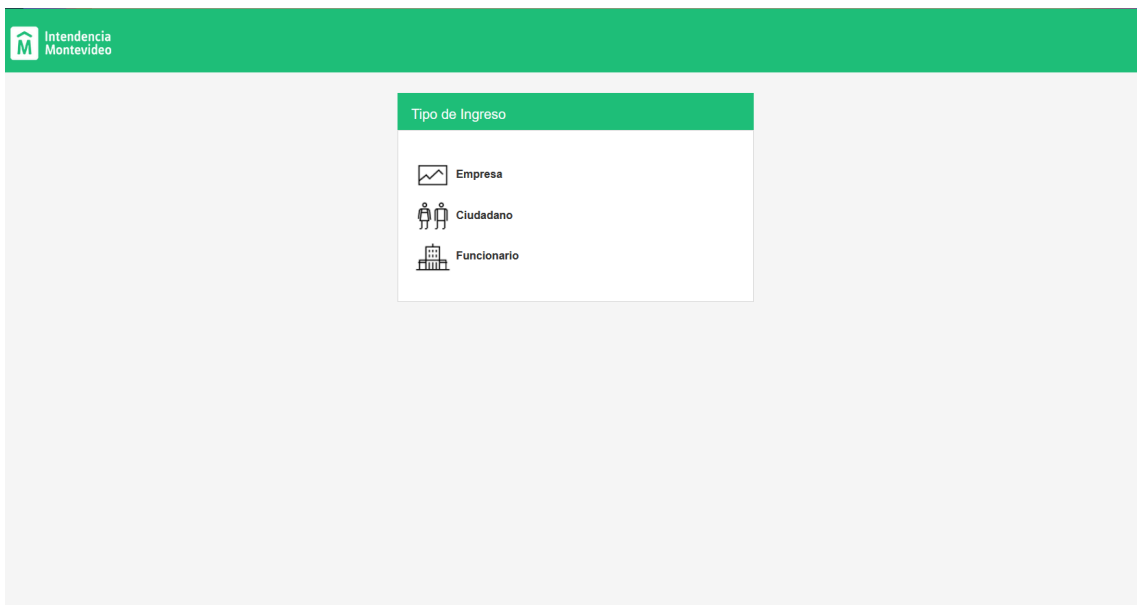 Intendencia
Montevideo
Tipo de Ingreso
Empresa
Ciudadano
Funcionario